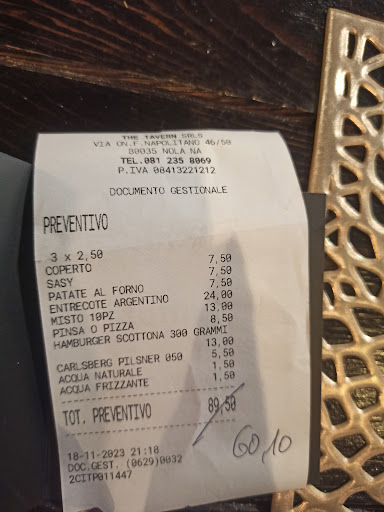 THE TAVERN SRLS
VIA ON.F.NAPOLITANO 46/50
80035 NOLA NA
TEL.081 235 8069
P.IVA 08413221212
DOCUMENTO GESTIONALE
PREVENTIVO
3 x 2,50
COPERTO 7,50
SASY 7,50
PATATE AL FORNO 7,50
ENTRECOTE ARGENTINO 24,00
MISTO 10PZ 13,00
PINSA O PIZZA 8,50
HAMBURGER SCOTTONA 300 GRAMMI
13,00
CARLSBERG PILSNER 050 5,50
ACQUA NATURALE 1,50
ACQUA FRIZZANTE 1,50
TOT. PREVENTIVO 89,50
60,10
18-11-2023 21:18
DOC.GEST. (0629)0032
2CITP011447